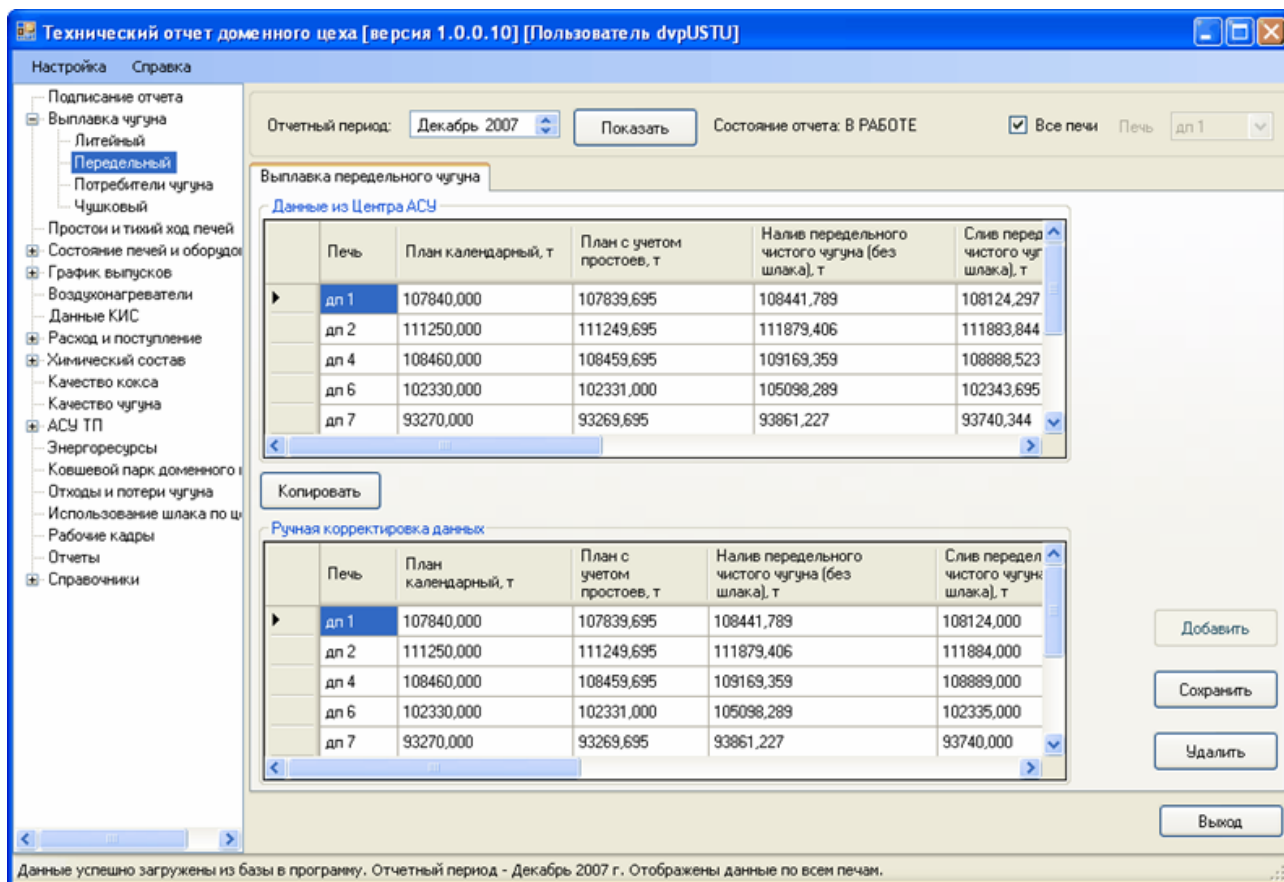 Технический отчет доменного цеха [версия 1.0.0.10] [Пользователь dvpUSTU]
Настройка Справка
Подписание отчета
Выплавка чугуна
Литейный
Передельный
Потребители чугуна
Чушковый
Простои и тихий ход печей
Состояние печей и оборудо
График выпусков
Воздухонагреватели
Данные КИС
Расход и поступление
Химический состав
Качество кокса
Качество чугуна
АСУ ТП
Энергоресурсы
Ковшевой парк доменного
Отходы и потери чугуна
Использование шлака по ц
Рабочие кадры
Отчеты
Справочники
Отчетный период: Декабрь 2007 Показать Состояние отчета: В РАБОТЕ Все печи Печь дп 1
Выплавка передельного чугуна
Данные из Центра АСУ
Печь План календарный, т План с учетом простоев, т Налив передельного чистого чугуна (без шлака), т Слив перед чистого чуг шлака), т
дп 1 107840,000 107839,695 108441,789 108124,297
дп 2 111250,000 111249,695 111879,406 111883,844
дп 4 108460,000 108459,695 109169,359 108888,523
дп 6 102330,000 102331,000 105098,289 102343,695
дп 7 93270,000 93269,695 93861,227 93740,344
Копировать
Ручная корректировка данных
Печь План календарный, т План с учетом простоев, т Налив передельного чистого чугуна (без шлака), т Слив передел чистого чугуна шлака), т
дп 1 107840,000 107839,695 108441,789 108124,000
дп 2 111250,000 111249,695 111879,406 111884,000
дп 4 108460,000 108459,695 109169,359 108889,000
дп 6 102330,000 102331,000 105098,289 102335,000
дп 7 93270,000 93269,695 93861,227 93740,000
Добавить
Сохранить
Удалить
Выход
Данные успешно загружены из базы в программу. Отчетный период - Декабрь 2007 г. Отображены данные по всем печам.